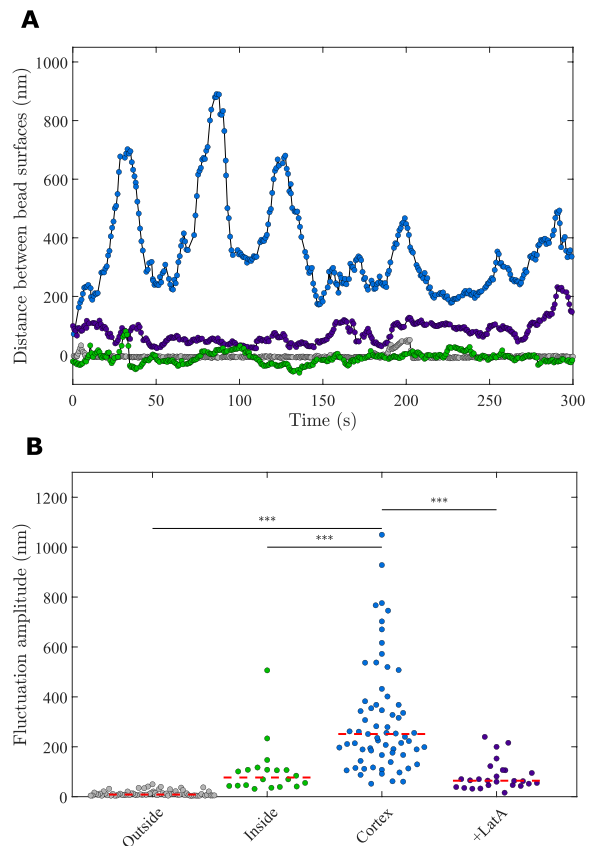 A
Distance between bead surfaces (nm)
1000
800
600
400
200
0
0 50 100 150 200 250 300
Time (s)
B
Fluctuation amplitude (nm)
1200
1000
800
600
400
200
0
***
***
***
Outside Inside Cortex +LatA